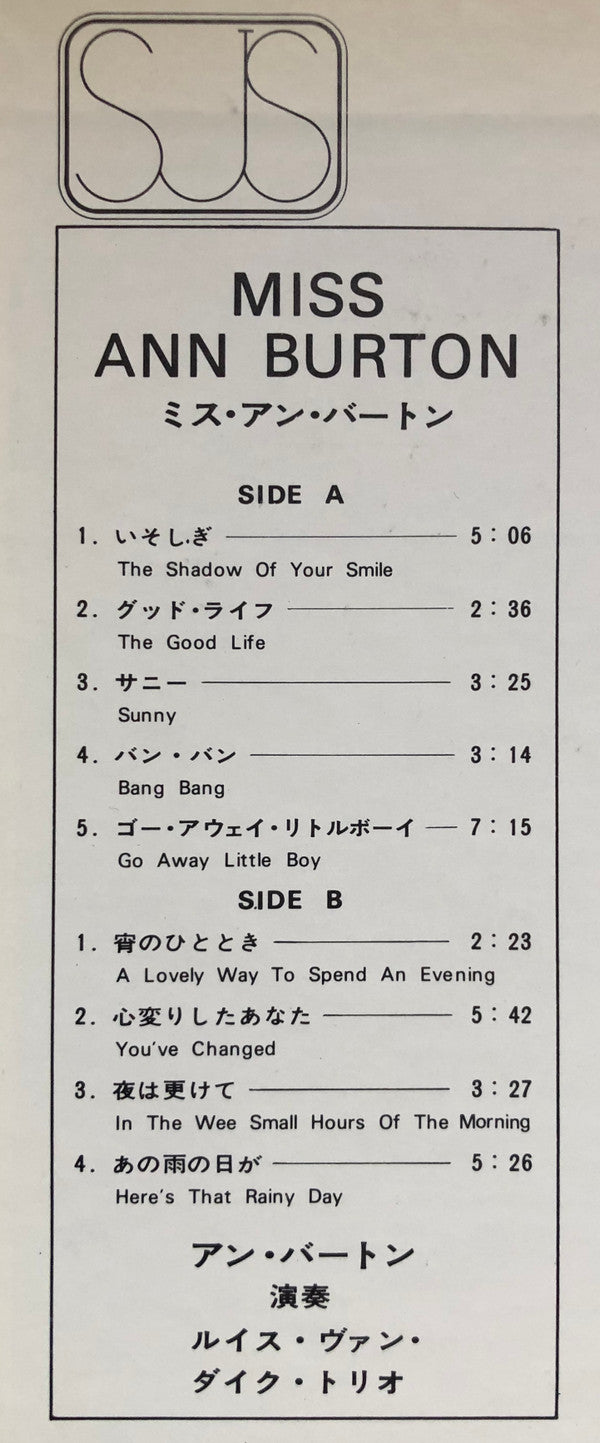 SJS
MISS
ANN BURTON
ミス・アン・バートン
SIDE A
1. いそしぎ 5:06
The Shadow Of Your Smile
2. グッド・ライフ 2:36
The Good Life
3. サニー 3:25
Sunny
4. バン・バン 3:14
Bang Bang
5. ゴー・アウェイ・リトルボーイ 7:15
Go Away Little Boy
SIDE B
1. 宵のひととき 2:23
A Lovely Way To Spend An Evening
2. 心変りしたあなた 5:42
You've Changed
3. 夜は更けて 3:27
In The Wee Small Hours Of The Morning
4. あの雨の日が 5:26
Here's That Rainy Day
アン・バートン
演奏
ルイス・ヴァン・
ダイク・トリオ